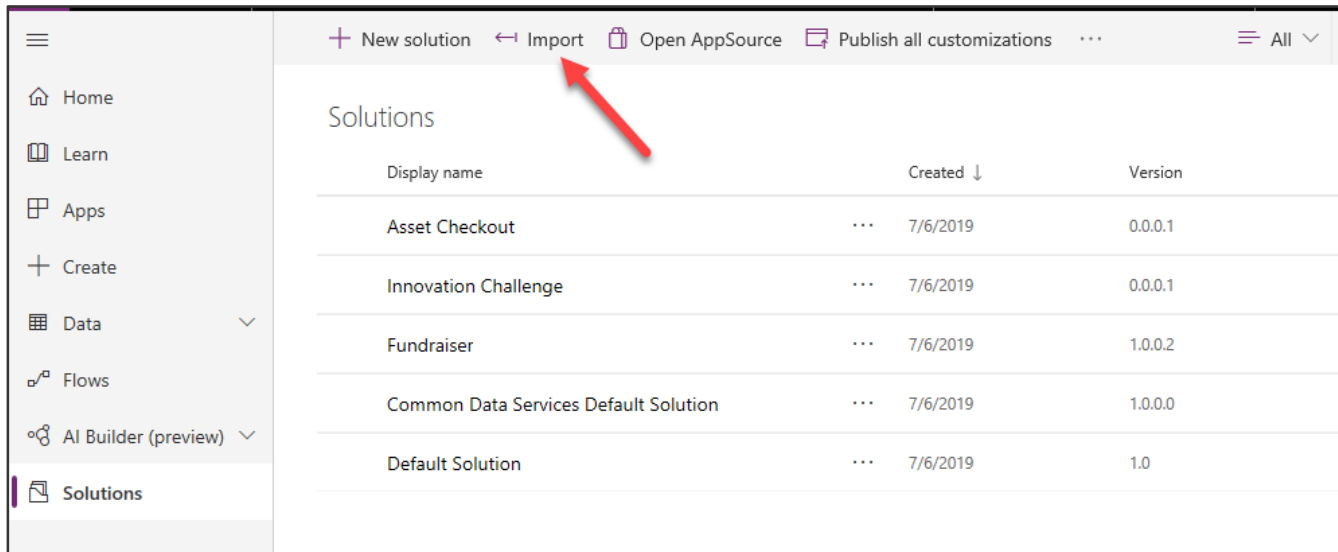 New solution Import Open AppSource Publish all customizations ... All
Home
Learn
Apps
Create
Data
Flows
AI Builder (preview)
Solutions
Solutions
Display name Created ↓ Version
Asset Checkout ... 7/6/2019 0.0.0.1
Innovation Challenge ... 7/6/2019 0.0.0.1
Fundraiser ... 7/6/2019 1.0.0.2
Common Data Services Default Solution ... 7/6/2019 1.0.0.0
Default Solution ... 7/6/2019 1.0